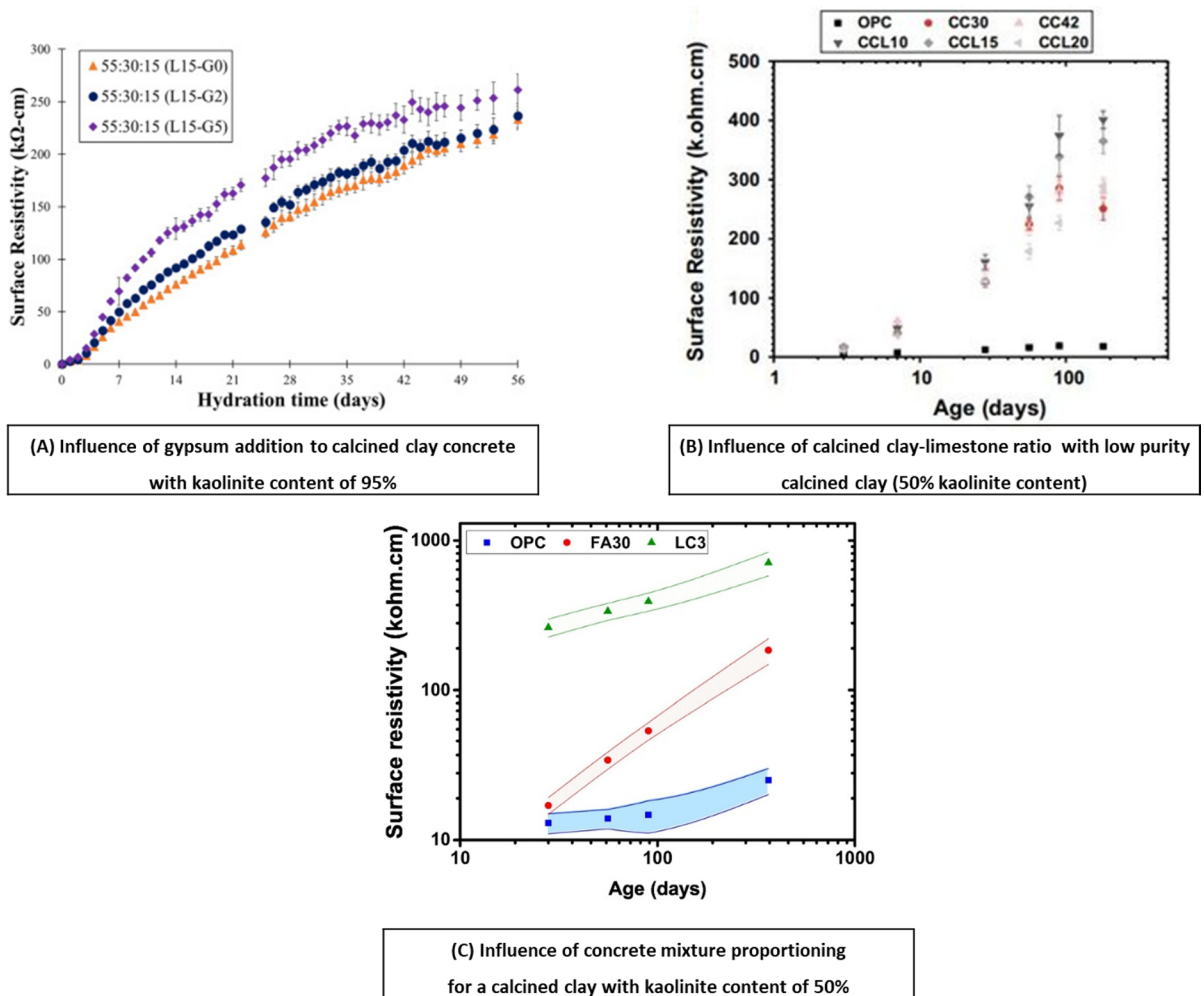 300
250
200
150
100
50
0
Surface Resistivity (kΩ-cm)
55:30:15 (L15-G0)
55:30:15 (L15-G2)
55:30:15 (L15-G5)
0 7 14 21 28 35 42 49 56
Hydration time (days)
(A) Influence of gypsum addition to calcined clay concrete
with kaolinite content of 95%
OPC CC30 CC42
CCL10 CCL15 CCL20
500
400
300
200
100
0
Surface Resistivity (k.ohm.cm)
1 10 100
Age (days)
(B) Influence of calcined clay-limestone ratio with low purity
calcined clay (50% kaolinite content)
OPC FA30 LC3
1000
100
10
Surface resistivity (kohm.cm)
10 100 1000
Age (days)
(C) Influence of concrete mixture proportioning
for a calcined clay with kaolinite content of 50%